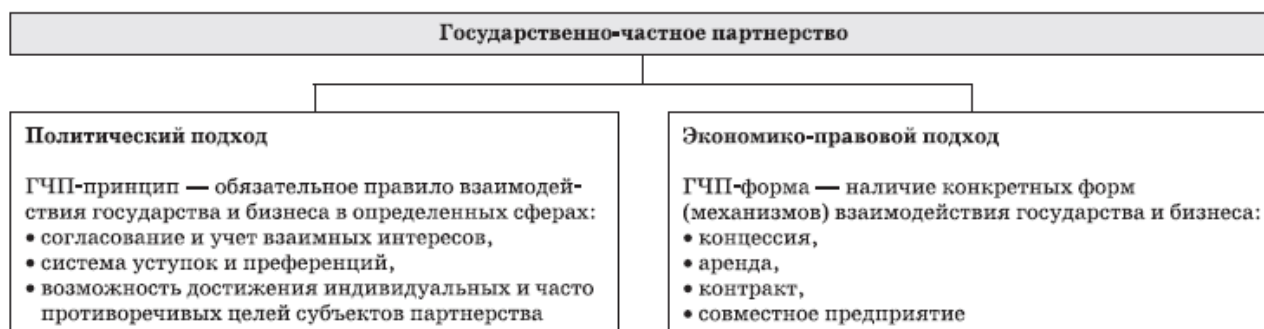 Государственно-частное партнерство
Политический подход
ГЧП-принцип — обязательное правило взаимодей-
ствия государства и бизнеса в определенных сферах:
• согласование и учет взаимных интересов,
• система уступок и преференций,
• возможность достижения индивидуальных и часто
противоречивых целей субъектов партнерства
Экономико-правовой подход
ГЧП-форма — наличие конкретных форм
(механизмов) взаимодействия государства и бизнеса:
• концессия,
• аренда,
• контракт,
• совместное предприятие